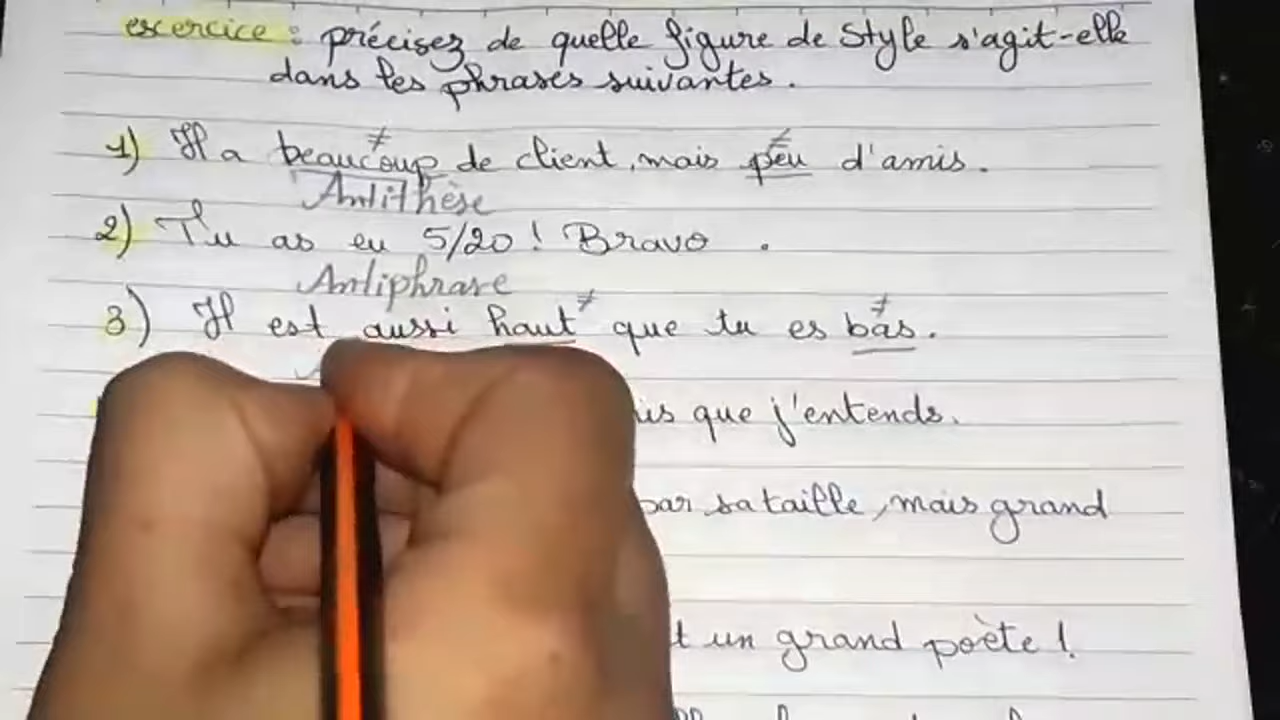 escercice : précisez de quelle figure de style s'agit-elle
dans les phrases suivantes.
≠ ≠
1) Il a beaucoup de client, mais peu d'amis.
Antithèse
2) Tu as eu 5/20 ! Bravo .
Antiphrase
≠ ≠
3) Il est aussi haut que tu es bas.
que j'entends.
par sa taille, mais grand
un grand poète !